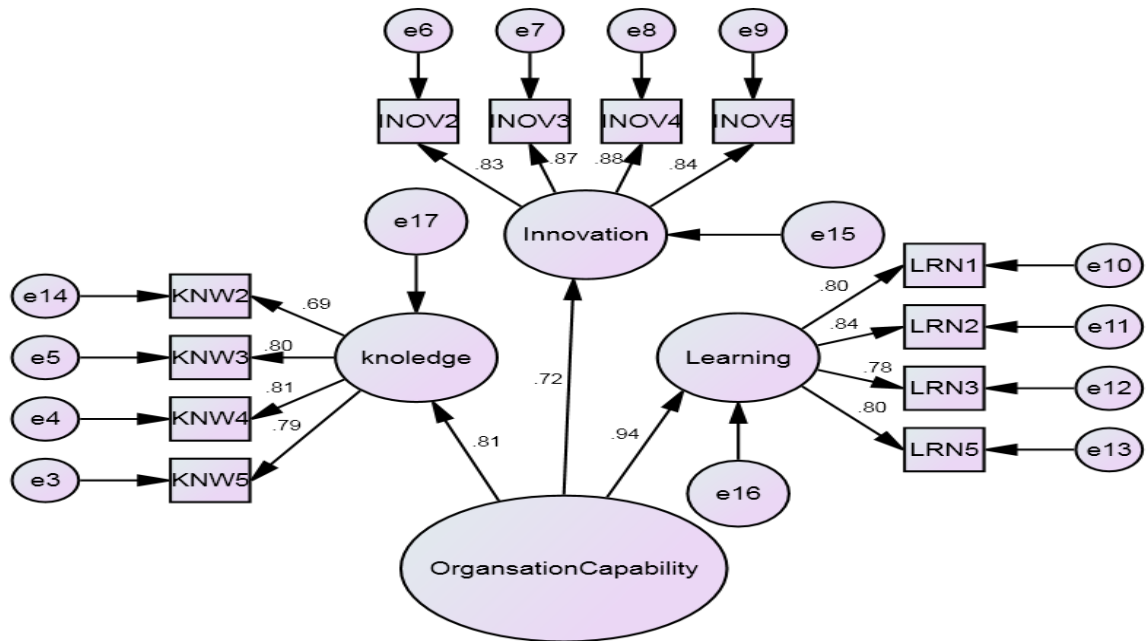 e6 e7 e8 e9
INOV2 INOV3 INOV4 INOV5
.83 .87 .88 .84
e17
Innovation
e15
e14 KNW2
.69
e5 KNW3
.80
e4 KNW4
.81
e3 KNW5
.79
knoledge
Learning
LRN1 e10
.80
LRN2 e11
.84
LRN3 e12
.78
LRN5 e13
.80
.81 .72 .94
e16
OrgansationCapability